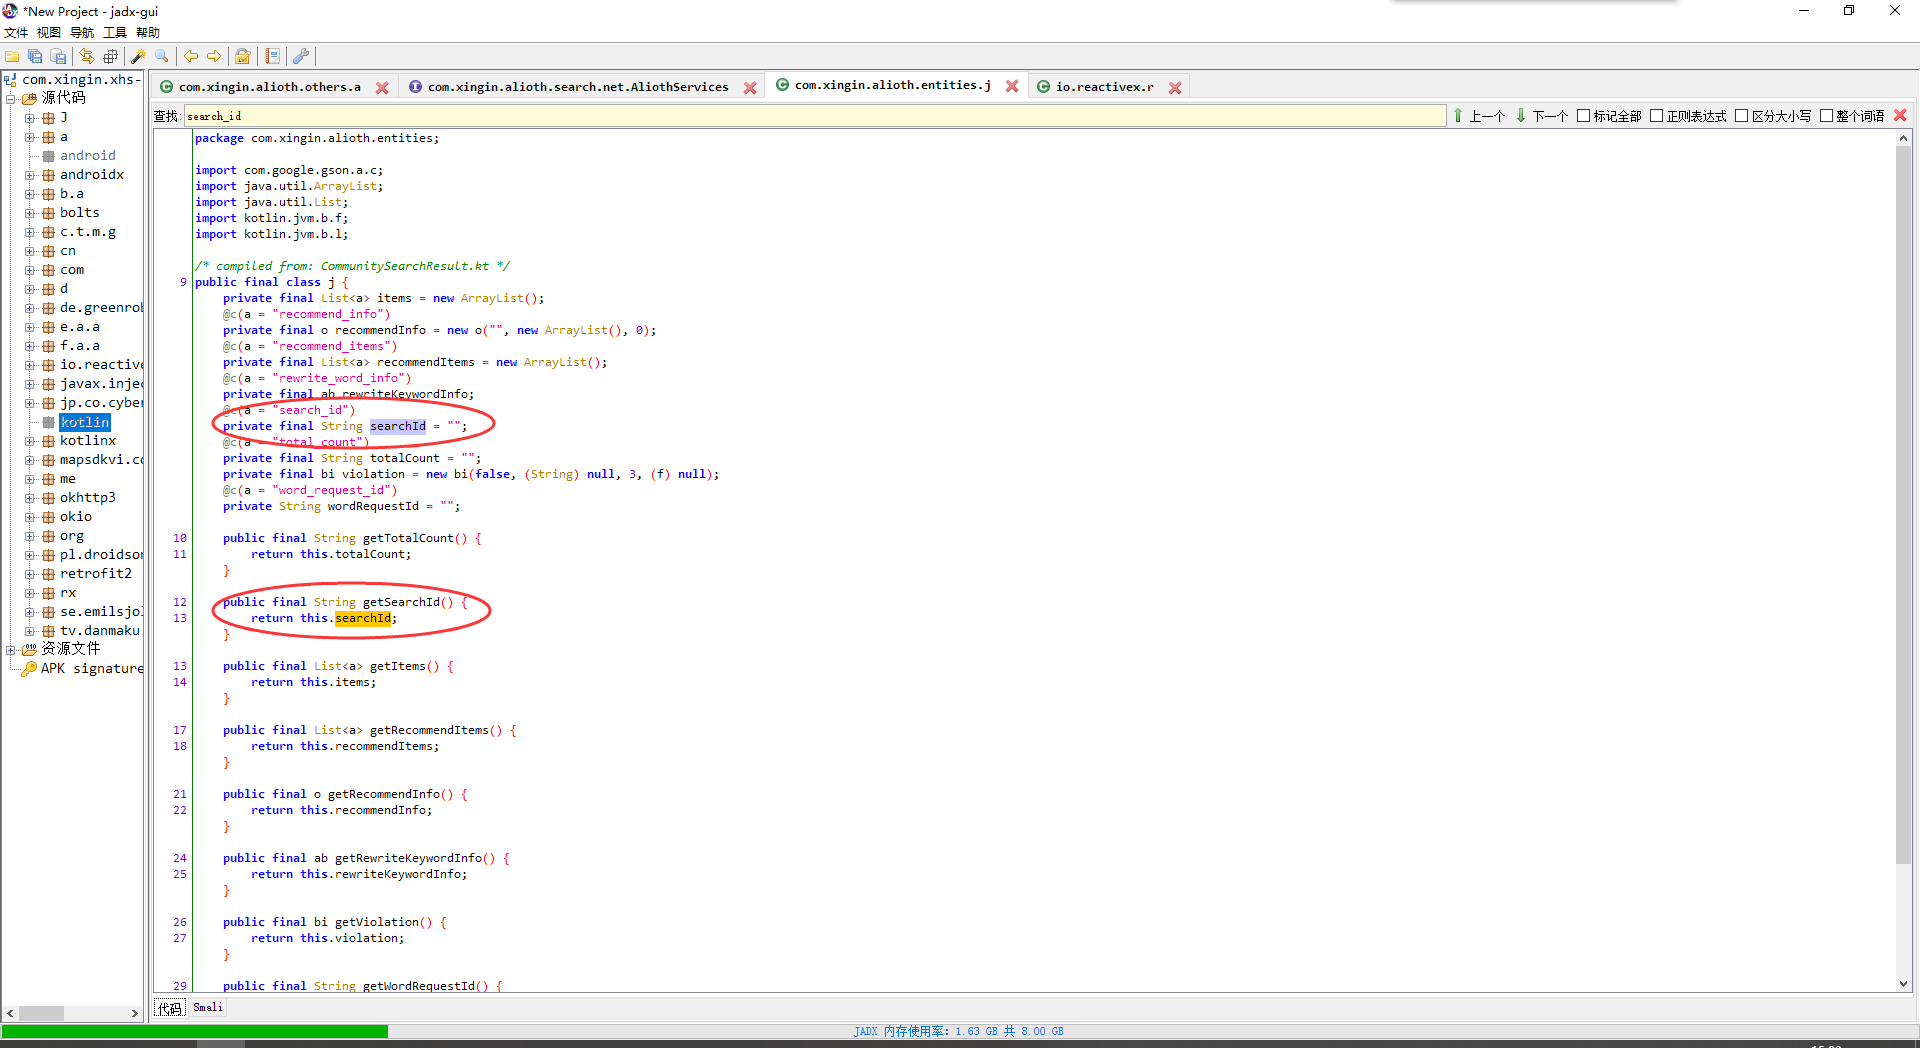 *New Project - jadx-gui
文件 视图 导航 工具 帮助
com.xingin.xhs-
源代码
J
a
android
androidx
b.a
bolts
c.t.m.g
cn
com
d
de.greenrob
e.a.a
f.a.a
io.reactive
javax.injec
jp.co.cyber
kotlin
kotlinx
mapsdkvi.co
me
okhttp3
okio
org
pl.droidson
retrofit2
rx
se.emilsjol
tv.danmaku.
资源文件
APK signature
com.xingin.alioth.others.a com.xingin.alioth.search.net.AliothServices com.xingin.alioth.entities.j io.reactivex.r
查找: search_id 上一个 下一个 标记全部 正则表达式 区分大小写 整个词语
package com.xingin.alioth.entities;
import com.google.gson.a.c;
import java.util.ArrayList;
import java.util.List;
import kotlin.jvm.b.f;
import kotlin.jvm.b.l;
/* compiled from: CommunitySearchResult.kt */
9 public final class j {
private final List<a> items = new ArrayList();
@c(a = "recommend_info")
private final o recommendInfo = new o("", new ArrayList(), 0);
@c(a = "recommend_items")
private final List<a> recommendItems = new ArrayList();
@c(a = "rewrite_word_info")
private final ab rewriteKeywordInfo;
@c(a = "search_id")
private final String searchId = "";
@c(a = "total_count")
private final String totalCount = "";
private final bi violation = new bi(false, (String) null, 3, (f) null);
@c(a = "word_request_id")
private String wordRequestId = "";
10 public final String getTotalCount() {
11 return this.totalCount;
}
12 public final String getSearchId() {
13 return this.searchId;
}
13 public final List<a> getItems() {
14 return this.items;
}
17 public final List<a> getRecommendItems() {
18 return this.recommendItems;
}
21 public final o getRecommendInfo() {
22 return this.recommendInfo;
}
24 public final ab getRewriteKeywordInfo() {
25 return this.rewriteKeywordInfo;
}
26 public final bi getViolation() {
27 return this.violation;
}
29 public final String getWordRequestId() {
代码 Smali
JADX 内存使用率: 1.63 GB 共 8.00 GB